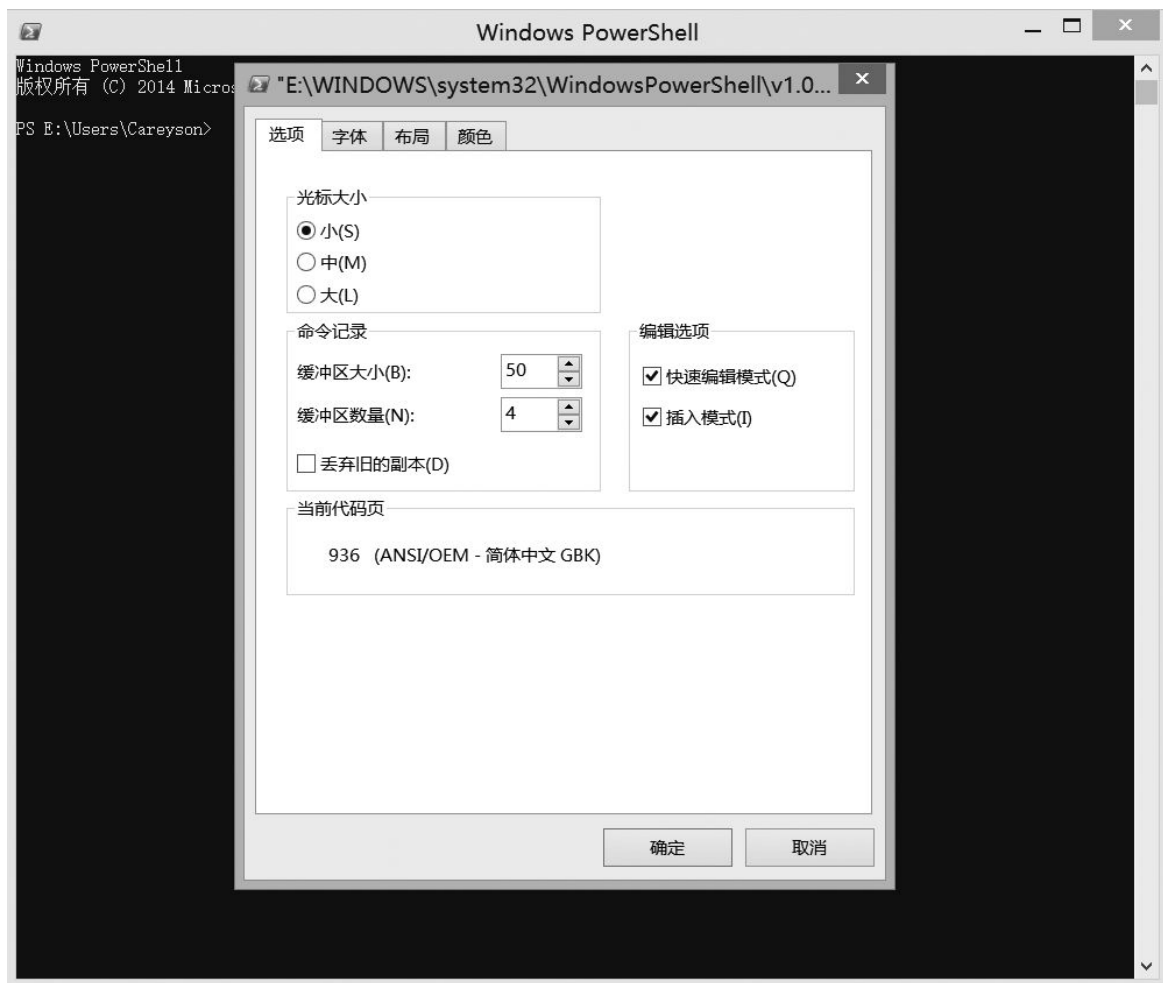 Windows PowerShell
Windows PowerShell
版权所有 (C) 2014 Micros
PS E:\Users\Careyson>
"E:\WINDOWS\system32\WindowsPowerShell\v1.0...
选项 字体 布局 颜色
光标大小
小(S)
中(M)
大(L)
命令记录
缓冲区大小(B): 50
缓冲区数量(N): 4
丢弃旧的副本(D)
编辑选项
快速编辑模式(Q)
插入模式(I)
当前代码页
936 (ANSI/OEM - 简体中文 GBK)
确定 取消